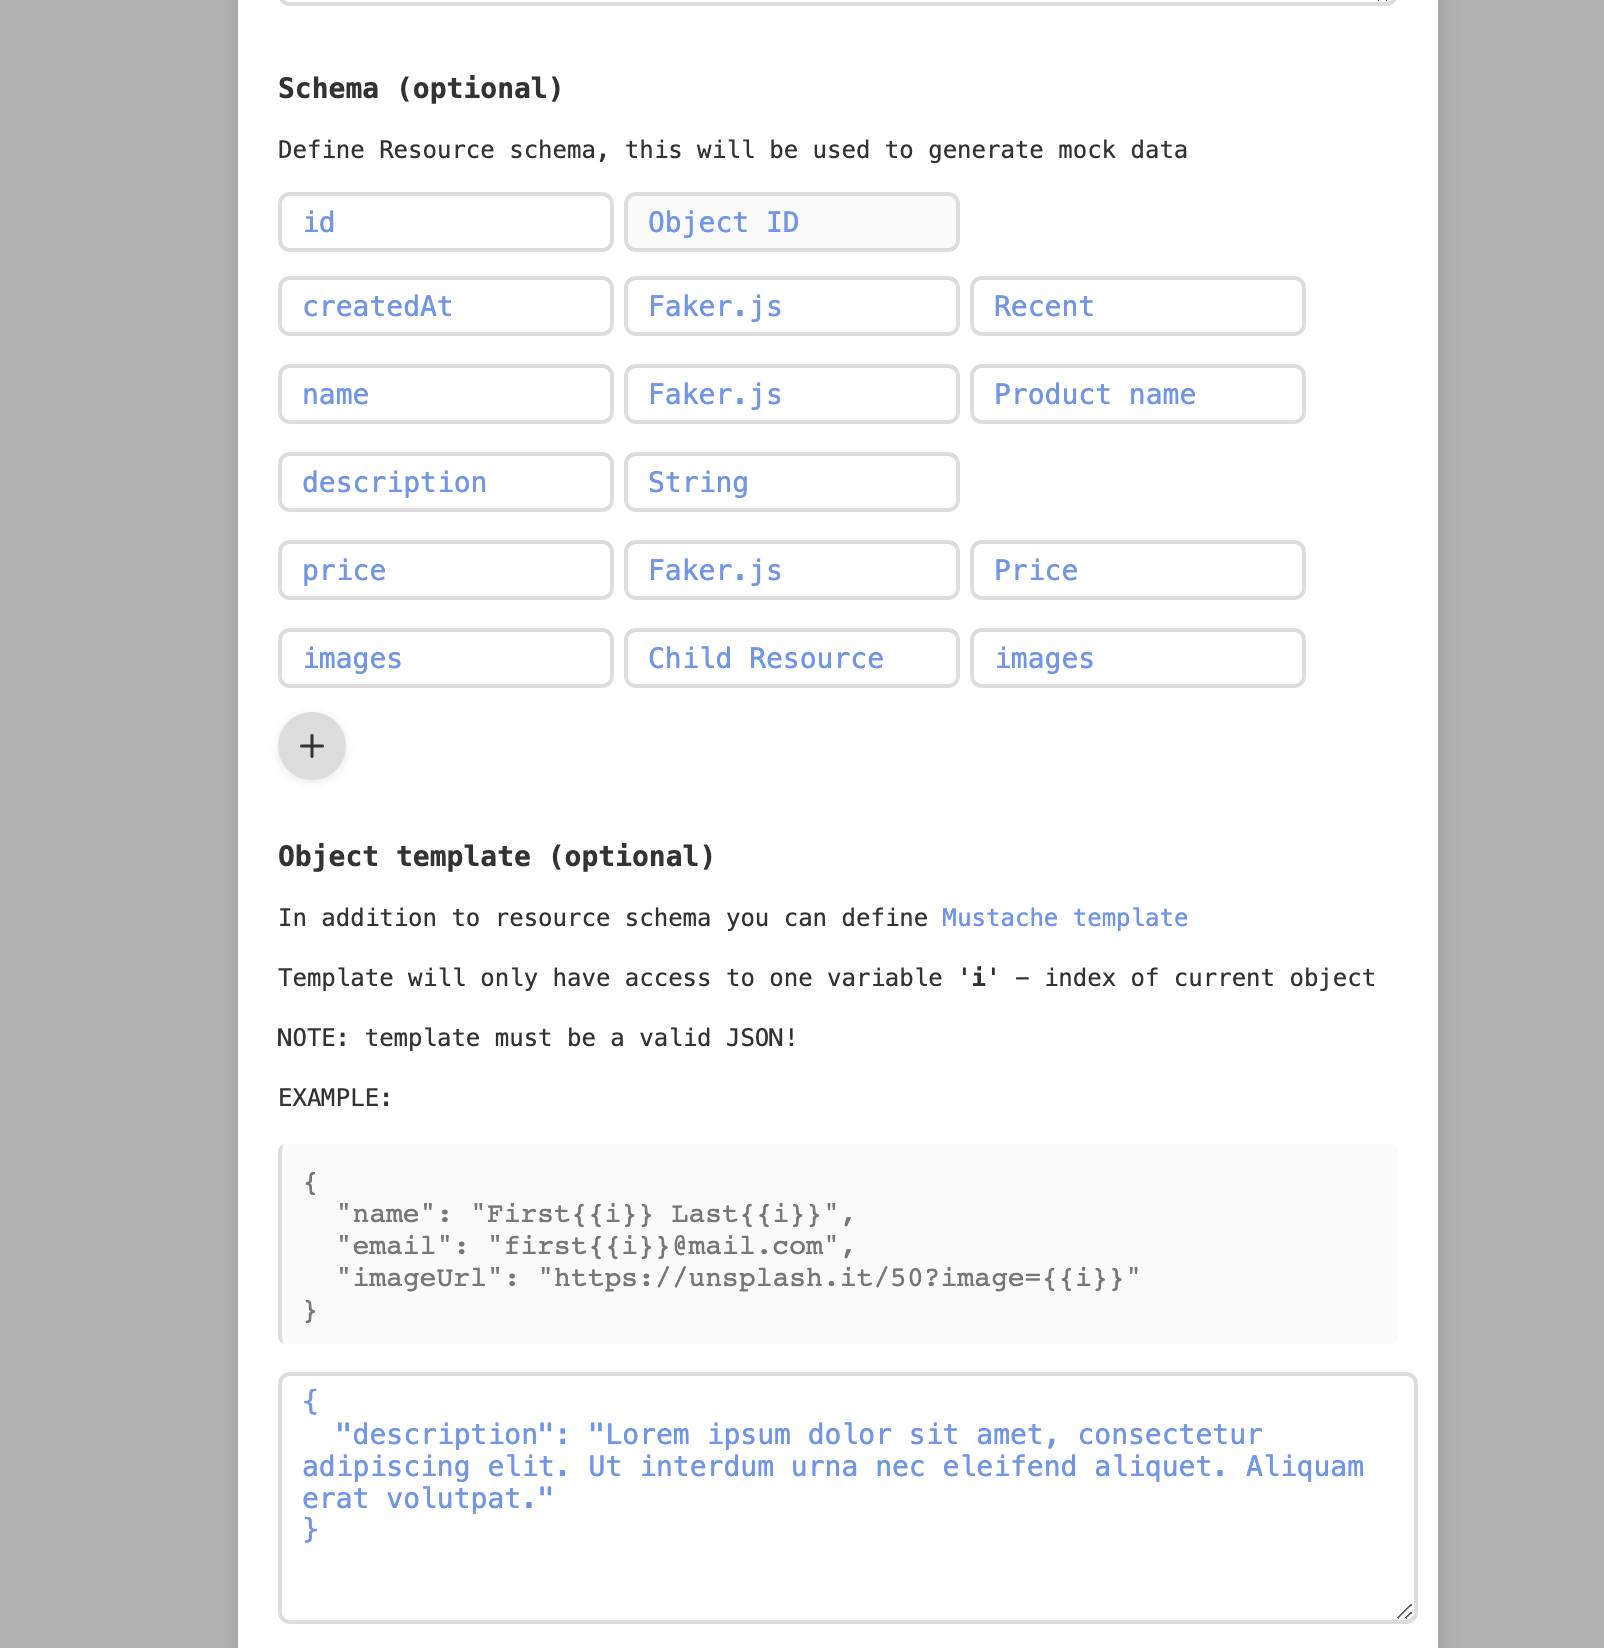 Schema (optional)
Define Resource schema, this will be used to generate mock data
id Object ID
createdAt Faker.js Recent
name Faker.js Product name
description String
price Faker.js Price
images Child Resource images
+
Object template (optional)
In addition to resource schema you can define Mustache template
Template will only have access to one variable 'i' – index of current object
NOTE: template must be a valid JSON!
EXAMPLE:
{
  "name": "First{{i}} Last{{i}}",
  "email": "first{{i}}@mail.com",
  "imageUrl": "https://unsplash.it/50?image={{i}}"
}
{
  "description": "Lorem ipsum dolor sit amet, consectetur
adipiscing elit. Ut interdum urna nec eleifend aliquet. Aliquam
erat volutpat."
}